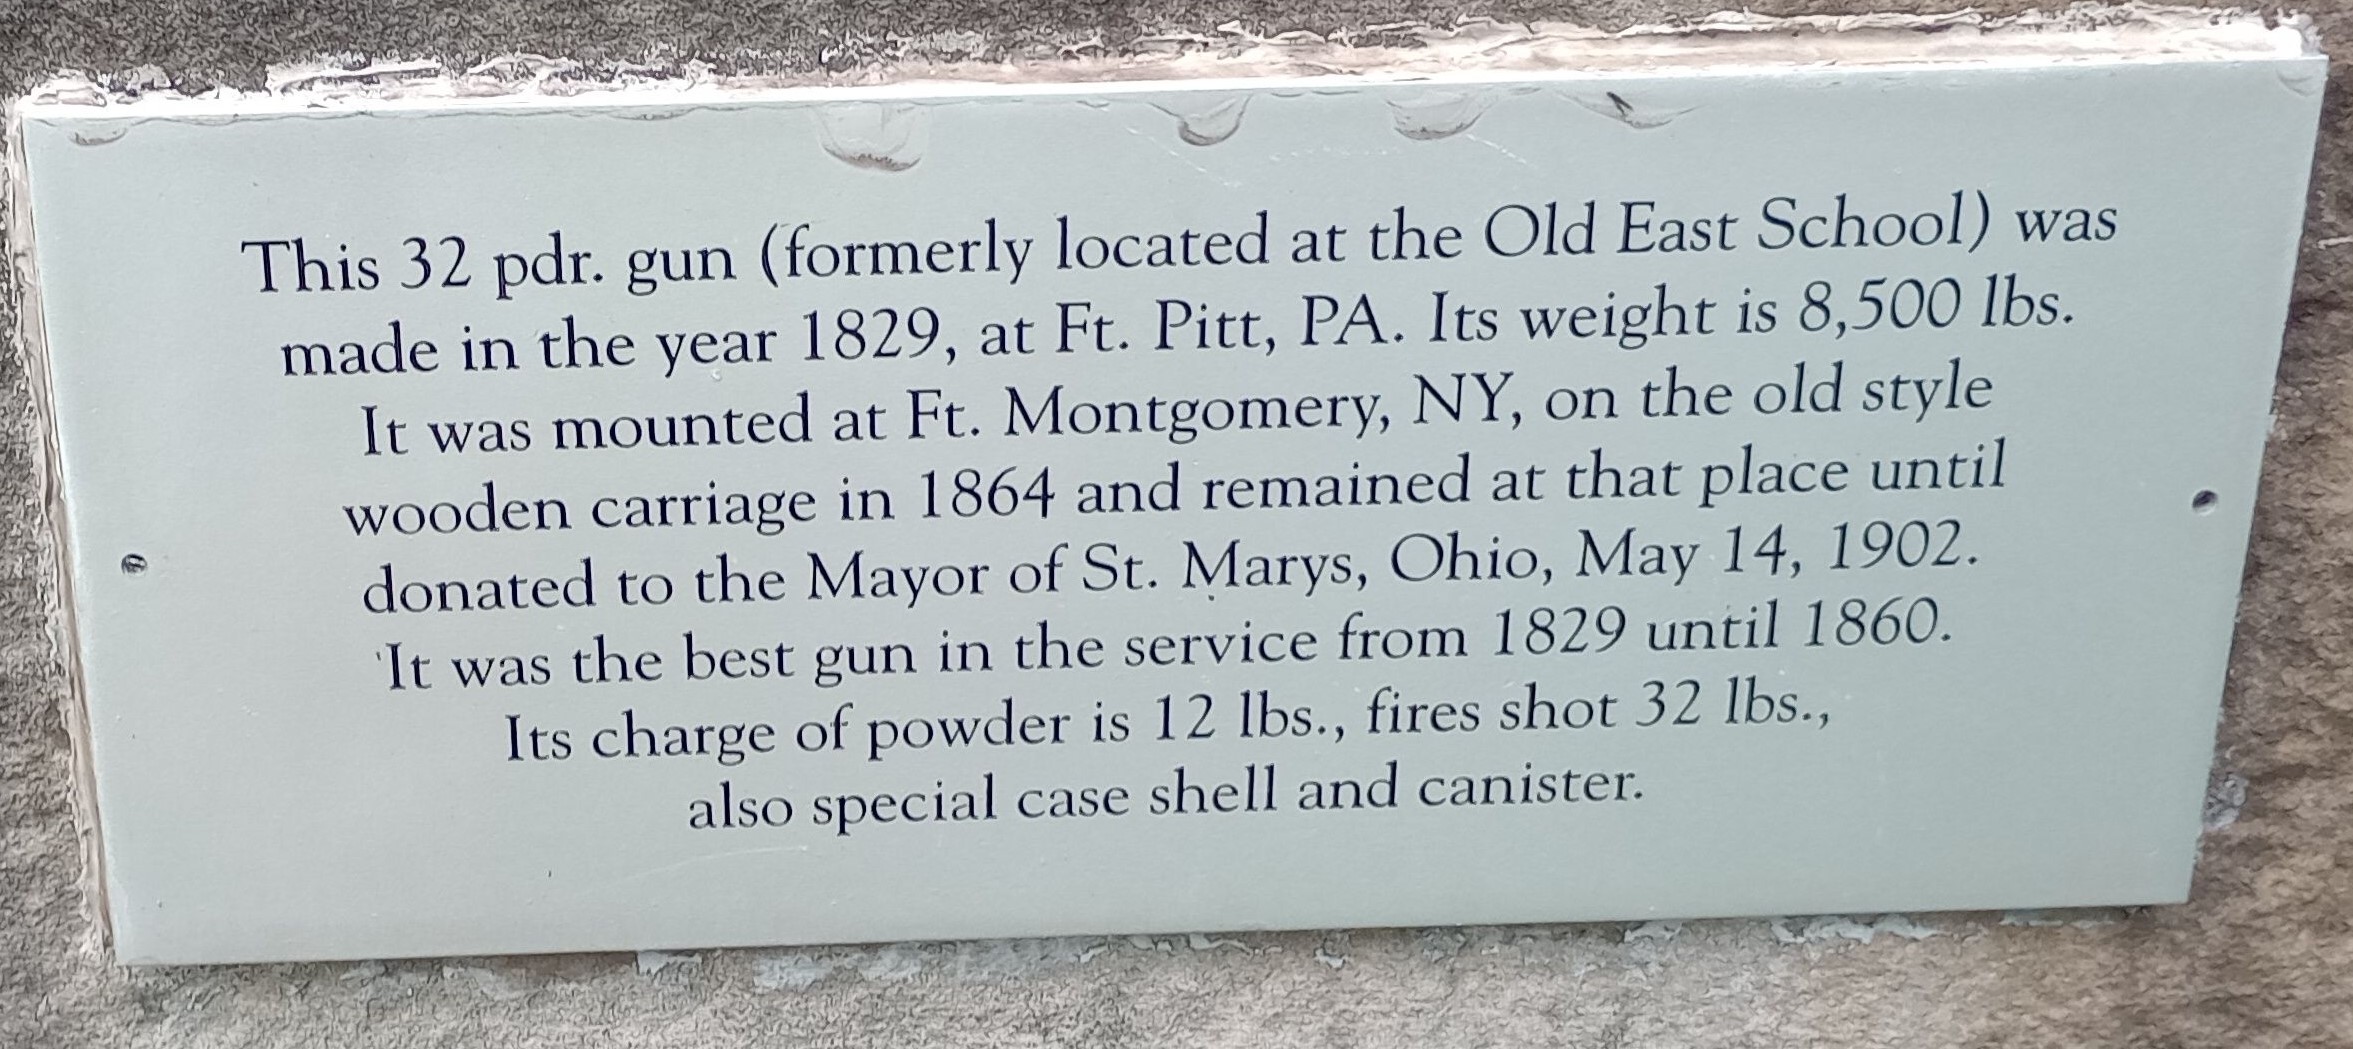 This 32 pdr. gun (formerly located at the Old East School) was
made in the year 1829, at Ft. Pitt, PA. Its weight is 8,500 lbs.
It was mounted at Ft. Montgomery, NY, on the old style
wooden carriage in 1864 and remained at that place until
donated to the Mayor of St. Marys, Ohio, May 14, 1902.
It was the best gun in the service from 1829 until 1860.
Its charge of powder is 12 lbs., fires shot 32 lbs.,
also special case shell and canister.